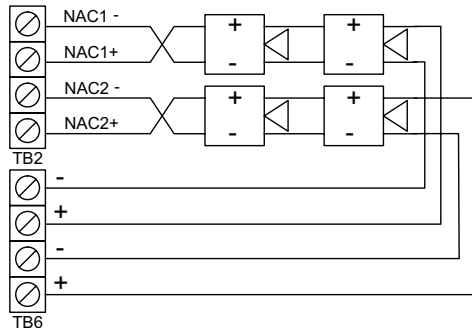 NAC1 -
+ +
NAC1+
- -
NAC2 -
+ +
NAC2+
- -
TB2
-
+
-
+
TB6